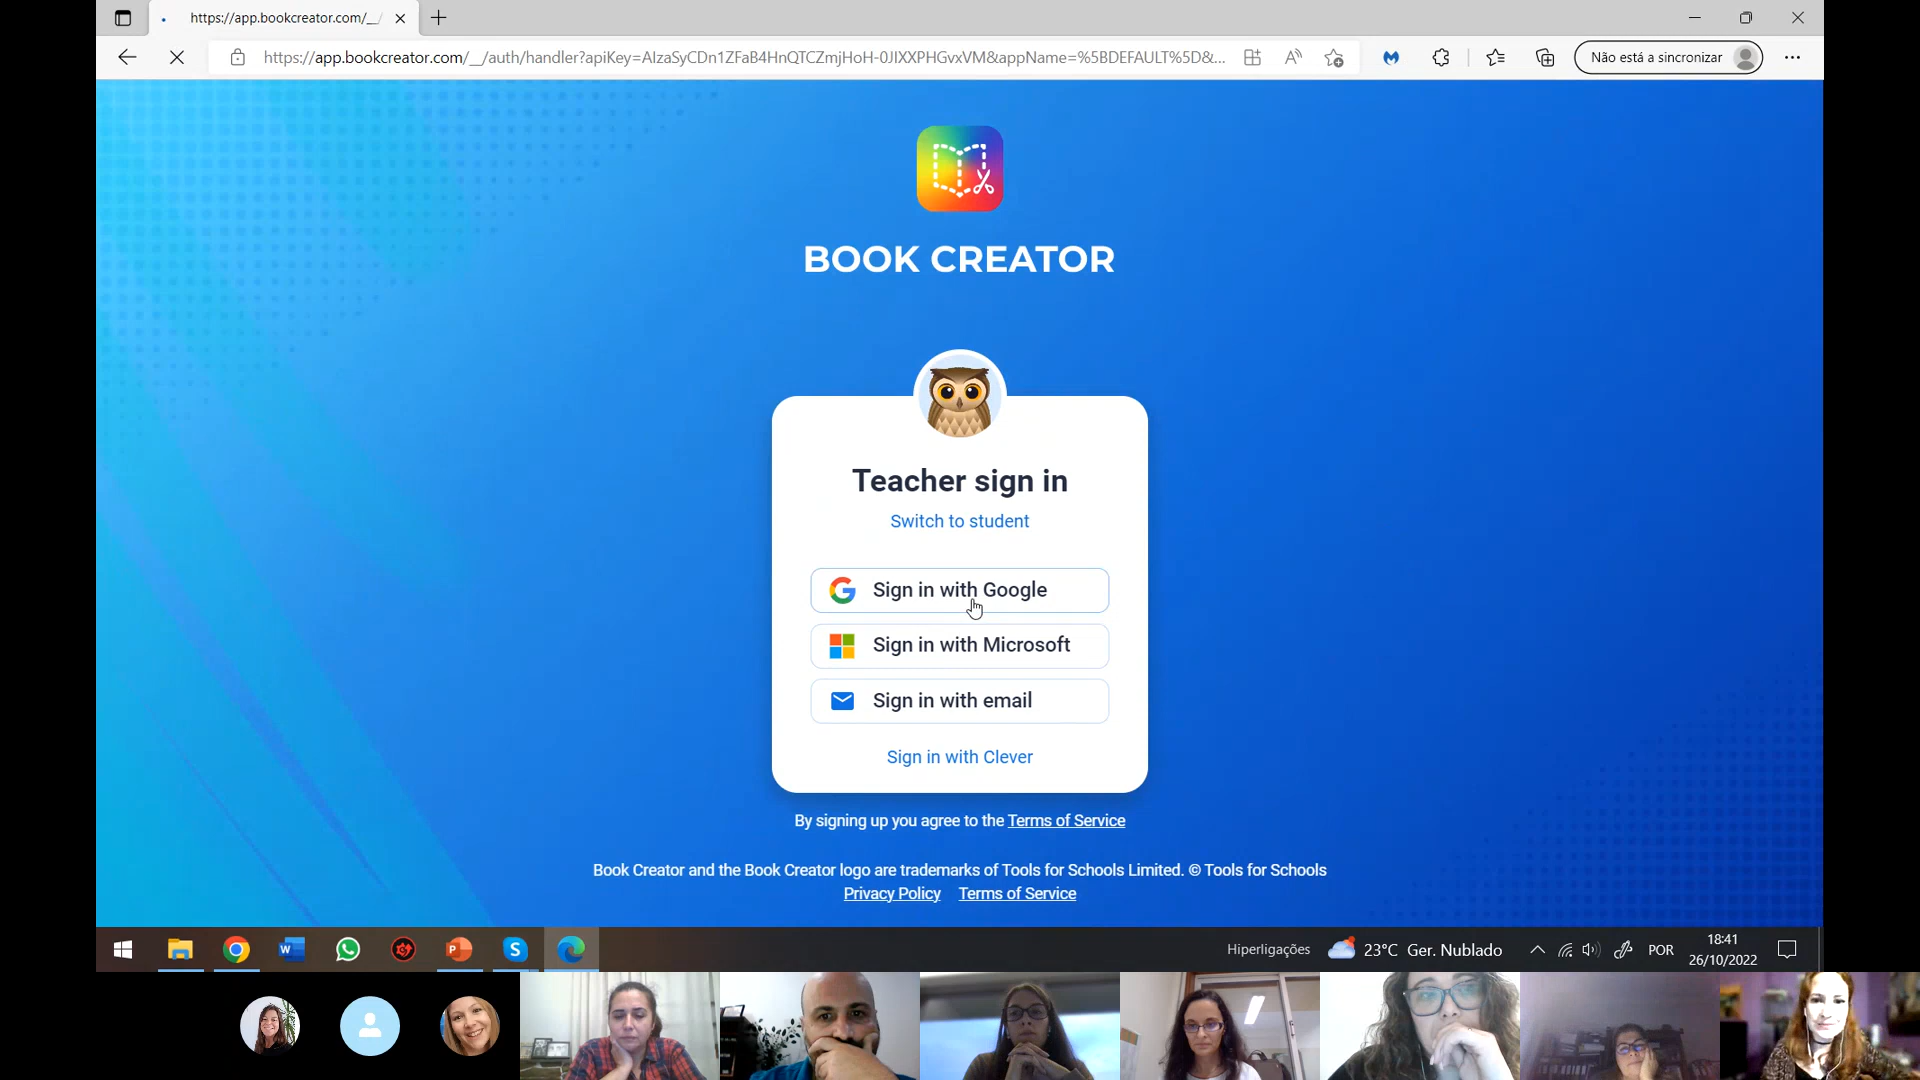 https://app.bookcreator.com/__/
https://app.bookcreator.com/__/auth/handler?apiKey=AIzaSyCDn1ZFaB4HnQTCZmjHoH-0JIXXPHGvxVM&appName=%5BDEFAULT%5D&...
Não está a sincronizar
BOOK CREATOR
Teacher sign in
Switch to student
Sign in with Google
Sign in with Microsoft
Sign in with email
Sign in with Clever
By signing up you agree to the Terms of Service
Book Creator and the Book Creator logo are trademarks of Tools for Schools Limited. © Tools for Schools
Privacy Policy Terms of Service
Hiperligações
23°C Ger. Nublado
POR
18:41
26/10/2022